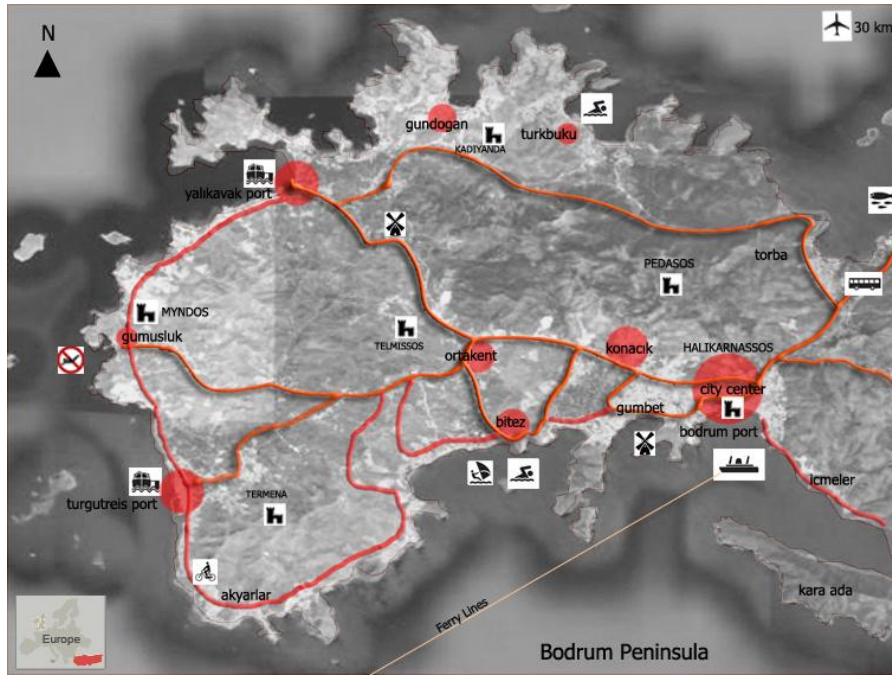 N
30 km
gundogan
turkbuku
KADIYANDA
yalıkavak port
torba
PEDASOS
MYNDOS
gumusluk
TELMISSOS
ortakent
konacık
HALIKARNASSOS
city center
gumbet
bitez
bodrum port
icmeler
turgutreis port
TERMENA
akyarlar
kara ada
Ferry Lines
Europe
Bodrum Peninsula